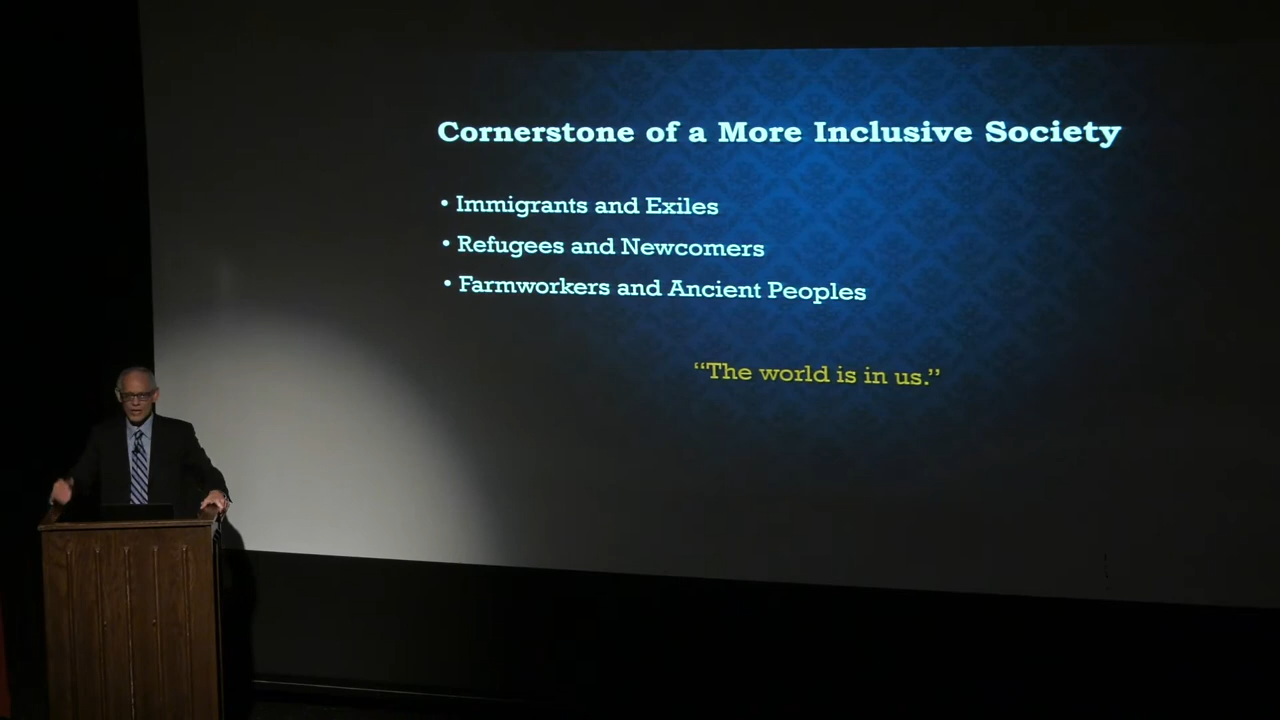 Cornerstone of a More Inclusive Society
• Immigrants and Exiles
• Refugees and Newcomers
• Farmworkers and Ancient Peoples
“The world is in us.”